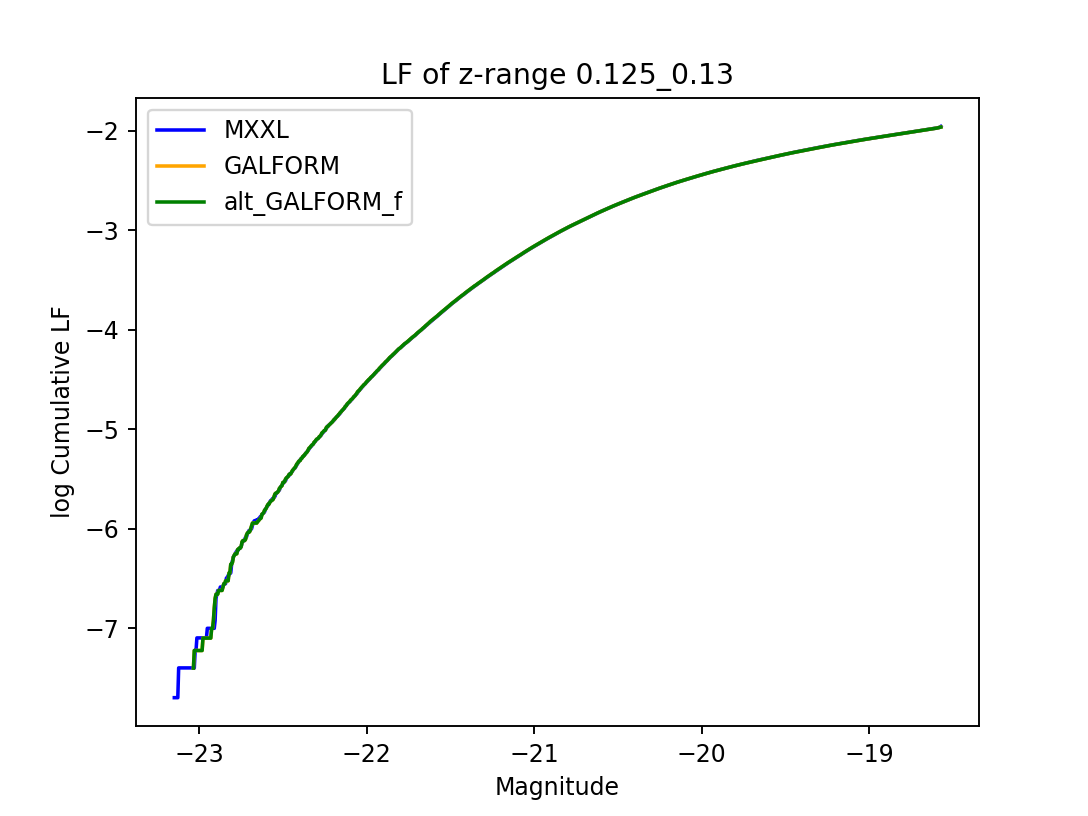 LF of z-range 0.125_0.13
MXXL
GALFORM
alt_GALFORM_f
log Cumulative LF
−2
−3
−4
−5
−6
−7
−23
−22
−21
−20
−19
Magnitude